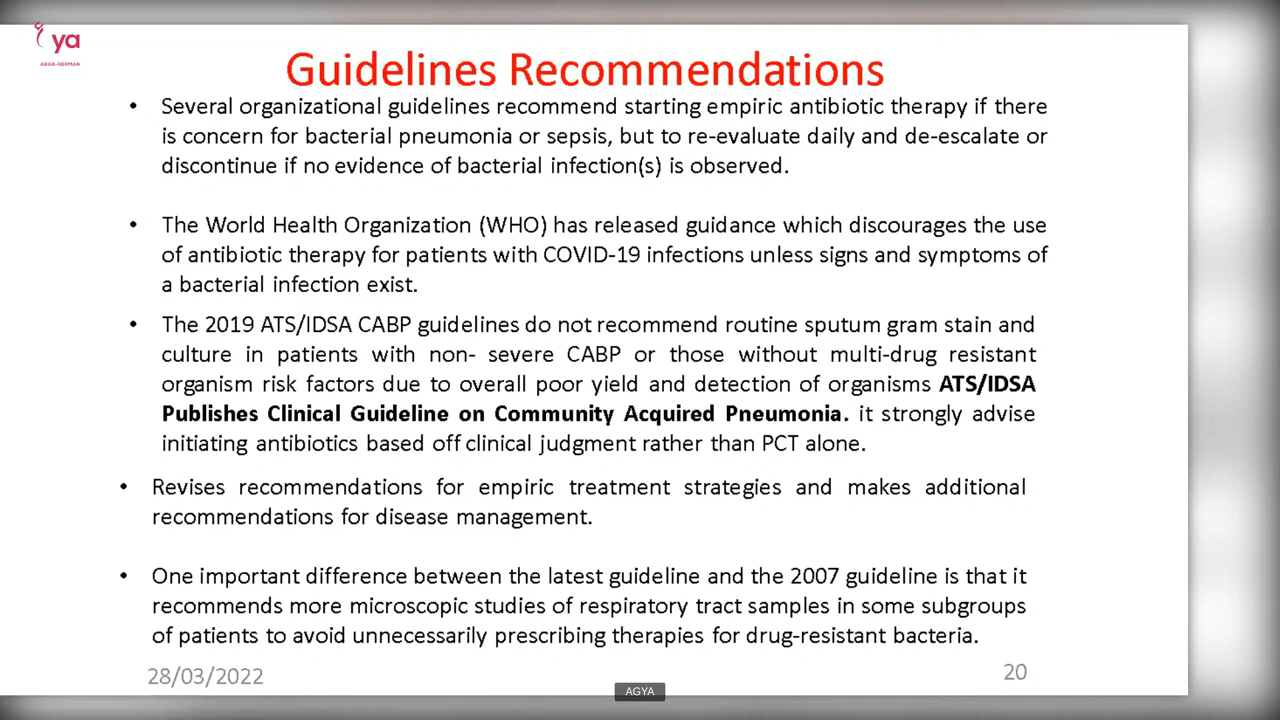 ya
ARAB-GERMAN
Guidelines Recommendations
• Several organizational guidelines recommend starting empiric antibiotic therapy if there
is concern for bacterial pneumonia or sepsis, but to re-evaluate daily and de-escalate or
discontinue if no evidence of bacterial infection(s) is observed.
• The World Health Organization (WHO) has released guidance which discourages the use
of antibiotic therapy for patients with COVID-19 infections unless signs and symptoms of
a bacterial infection exist.
• The 2019 ATS/IDSA CABP guidelines do not recommend routine sputum gram stain and
culture in patients with non- severe CABP or those without multi-drug resistant
organism risk factors due to overall poor yield and detection of organisms ATS/IDSA
Publishes Clinical Guideline on Community Acquired Pneumonia. it strongly advise
initiating antibiotics based off clinical judgment rather than PCT alone.
• Revises recommendations for empiric treatment strategies and makes additional
recommendations for disease management.
• One important difference between the latest guideline and the 2007 guideline is that it
recommends more microscopic studies of respiratory tract samples in some subgroups
of patients to avoid unnecessarily prescribing therapies for drug-resistant bacteria.
28/03/2022
20
AGYA